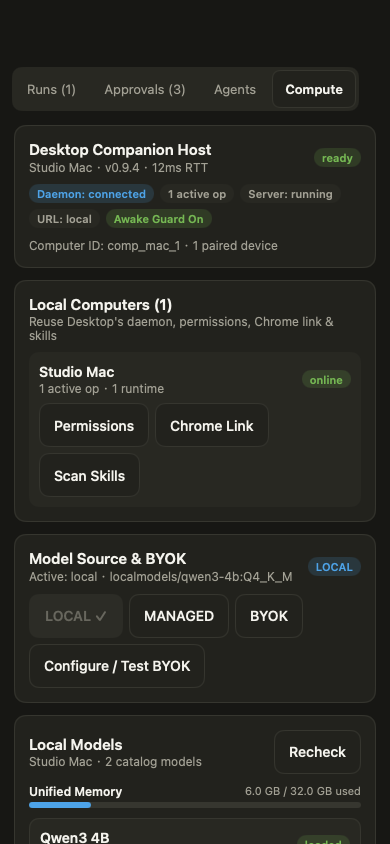 Runs (1) Approvals (3) Agents Compute
Desktop Companion Host
ready
Studio Mac · v0.9.4 · 12ms RTT
Daemon: connected 1 active op Server: running
URL: local Awake Guard On
Computer ID: comp_mac_1 · 1 paired device
Local Computers (1)
Reuse Desktop's daemon, permissions, Chrome link &
skills
Studio Mac
online
1 active op · 1 runtime
Permissions Chrome Link
Scan Skills
Model Source & BYOK
LOCAL
Active: local · localmodels/qwen3-4b:Q4_K_M
LOCAL ✓ MANAGED BYOK
Configure / Test BYOK
Local Models
Recheck
Studio Mac · 2 catalog models
Unified Memory 6.0 GB / 32.0 GB used
Qwen3 4B
loaded